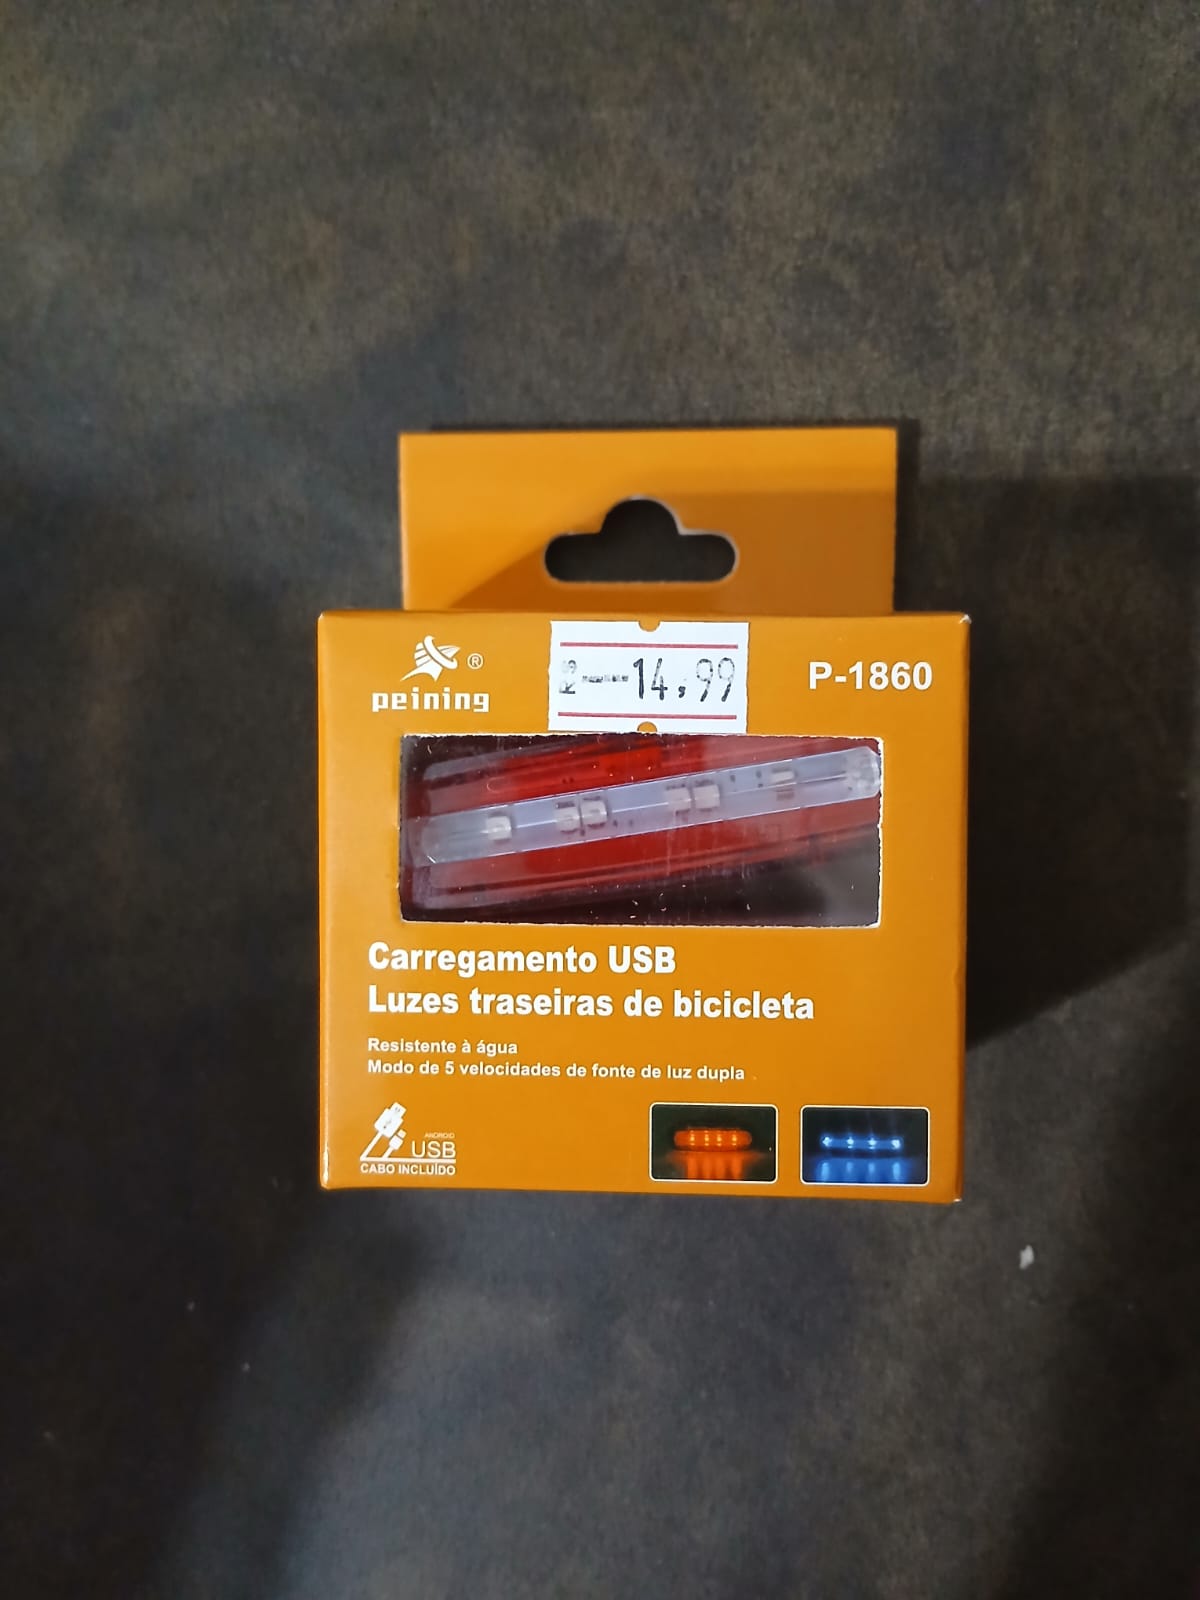 peining ®
R$---14,99
P-1860
Carregamento USB
Luzes traseiras de bicicleta
Resistente à água
Modo de 5 velocidades de fonte de luz dupla
ANDROID
USB
CABO INCLUÍDO